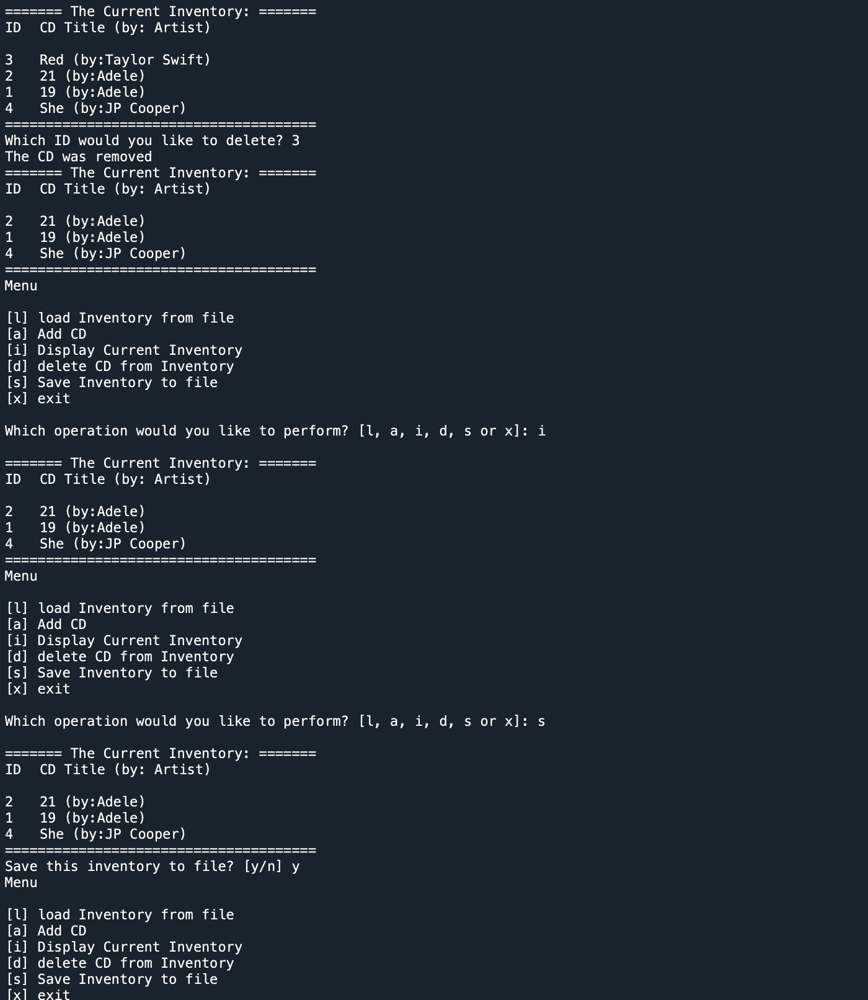 ======= The Current Inventory: =======
ID  CD Title (by: Artist)
3   Red (by:Taylor Swift)
2   21 (by:Adele)
1   19 (by:Adele)
4   She (by:JP Cooper)
======================================
Which ID would you like to delete? 3
The CD was removed
======= The Current Inventory: =======
ID  CD Title (by: Artist)
2   21 (by:Adele)
1   19 (by:Adele)
4   She (by:JP Cooper)
======================================
Menu
[l] load Inventory from file
[a] Add CD
[i] Display Current Inventory
[d] delete CD from Inventory
[s] Save Inventory to file
[x] exit
Which operation would you like to perform? [l, a, i, d, s or x]: i
======= The Current Inventory: =======
ID  CD Title (by: Artist)
2   21 (by:Adele)
1   19 (by:Adele)
4   She (by:JP Cooper)
======================================
Menu
[l] load Inventory from file
[a] Add CD
[i] Display Current Inventory
[d] delete CD from Inventory
[s] Save Inventory to file
[x] exit
Which operation would you like to perform? [l, a, i, d, s or x]: s
======= The Current Inventory: =======
ID  CD Title (by: Artist)
2   21 (by:Adele)
1   19 (by:Adele)
4   She (by:JP Cooper)
======================================
Save this inventory to file? [y/n] y
Menu
[l] load Inventory from file
[a] Add CD
[i] Display Current Inventory
[d] delete CD from Inventory
[s] Save Inventory to file
[x] exit